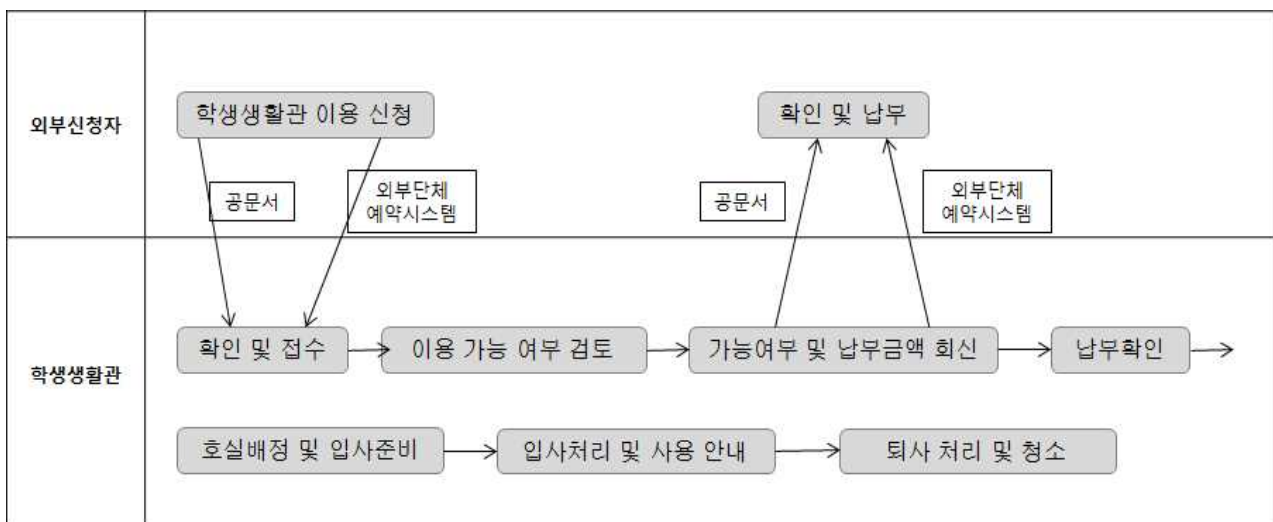 외부신청자
학생생활관 이용 신청
확인 및 납부
공문서
외부단체
예약시스템
공문서
외부단체
예약시스템
학생생활관
확인 및 접수
이용 가능 여부 검토
가능여부 및 납부금액 회신
납부확인
호실배정 및 입사준비
입사처리 및 사용 안내
퇴사 처리 및 청소